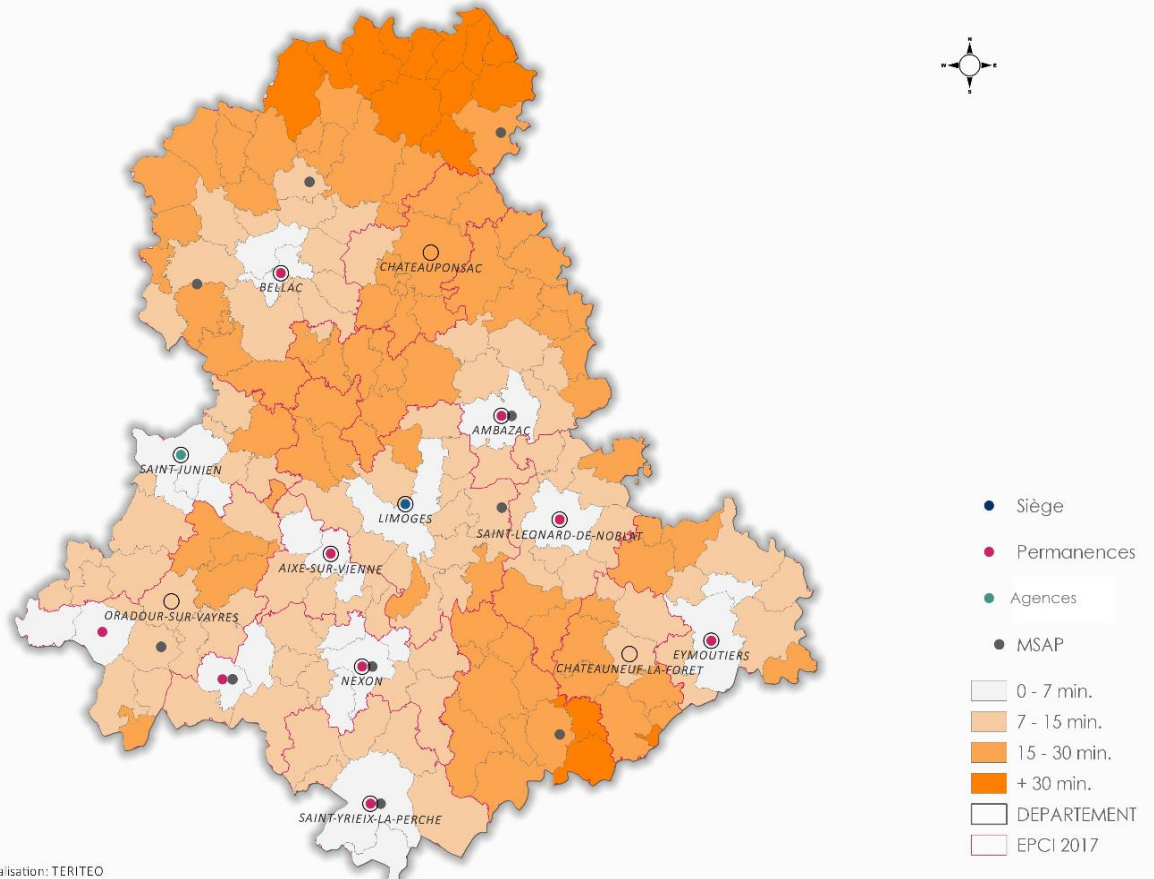 N
W E
S
CHATEAUPONSAC
BELLAC
AMBAZAC
SAINT-JUNIEN
LIMOGES
SAINT-LEONARD-DE-NOBLAT
AIXE-SUR-VIENNE
ORADOUR-SUR-VAYRES
EYMOUTIERS
CHATEAUNEUF-LA-FORET
NEXON
SAINT-YRIEIX-LA-PERCHE
Siège
Permanences
Agences
MSAP
0 - 7 min.
7 - 15 min.
15 - 30 min.
+ 30 min.
DEPARTEMENT
EPCI 2017
alisation: TERITEO